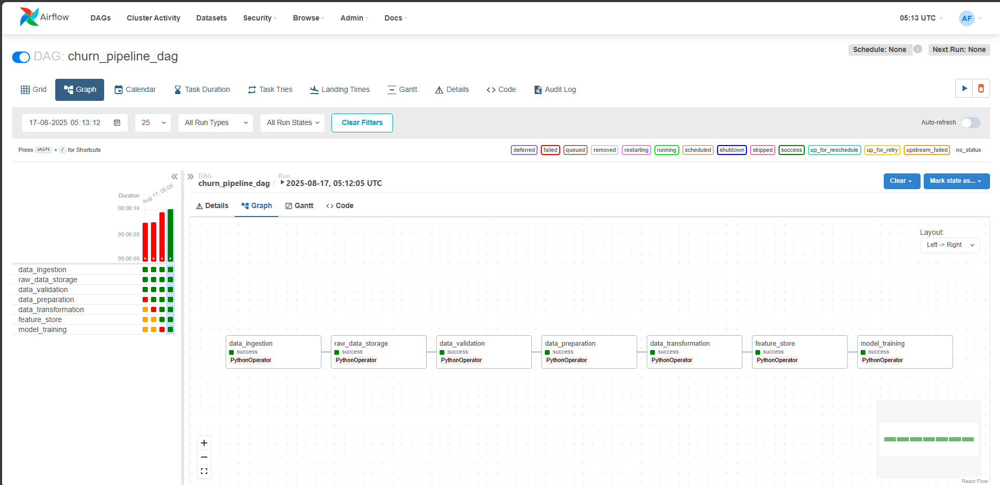 Airflow DAGs Cluster Activity Datasets Security Browse Admin Docs 05:13 UTC AF
DAG: churn_pipeline_dag
Schedule: None i Next Run: None
Grid Graph Calendar Task Duration Task Tries Landing Times Gantt Details Code Audit Log
17-08-2025 05:13:12 25 All Run Types All Run States Clear Filters Auto-refresh
Press shift + / for Shortcuts deferred failed queued removed restarting running scheduled shutdown skipped success up_for_reschedule up_for_retry upstream_failed no_status
Duration
Aug 17, 05:05
00:00:16
00:00:08
00:00:00
data_ingestion
raw_data_storage
data_validation
data_preparation
data_transformation
feature_store
model_training
DAG Run
churn_pipeline_dag / 2025-08-17, 05:12:05 UTC
Clear Mark state as...
Details Graph Gantt Code
Layout:
Left -> Right
data_ingestion
success
PythonOperator
raw_data_storage
success
PythonOperator
data_validation
success
PythonOperator
data_preparation
success
PythonOperator
data_transformation
success
PythonOperator
feature_store
success
PythonOperator
model_training
success
PythonOperator
React Flow